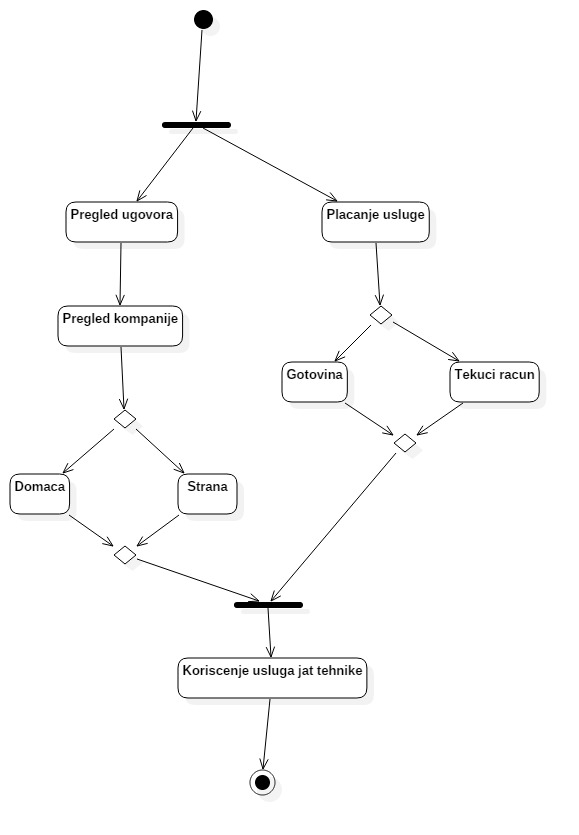 Pregled ugovora
Placanje usluge
Pregled kompanije
Gotovina
Tekuci racun
Domaca
Strana
Koriscenje usluga jat tehnike